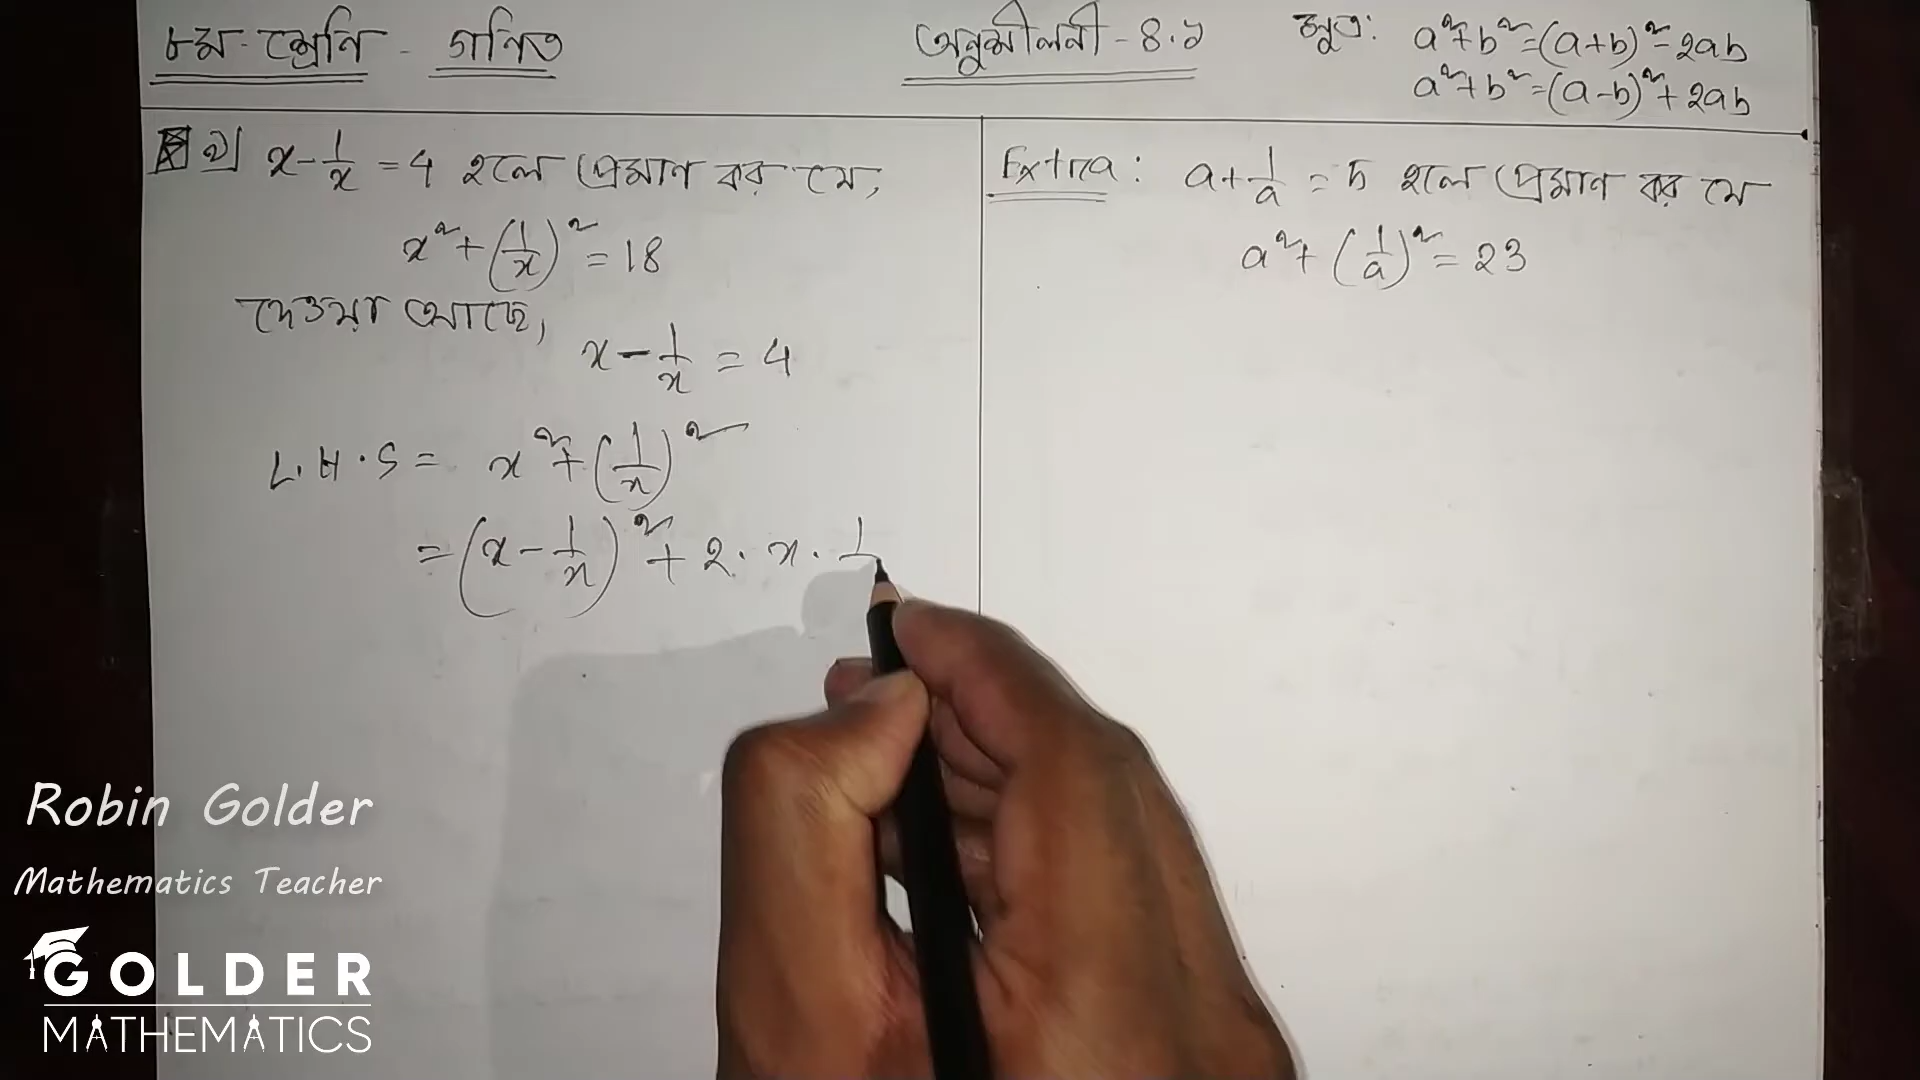 ৮ম-শ্রেনি - গনিত
অনুশীলনী - ৪.১
সূত্র: a²+b²=(a+b)²-2ab
a²+b²=(a-b)²+2ab
২| x - 1/x = 4 হলে প্রমাণ কর যে,
x² + (1/x)² = 18
দেওয়া আছে,
x - 1/x = 4
L.H.S = x² + (1/x)²
= (x - 1/x)² + 2. x . 1
Extra: a + 1/a = 5 হলে প্রমাণ কর যে
a² + (1/a)² = 23
Robin Golder
Mathematics Teacher
GOLDER
MATHEMATICS